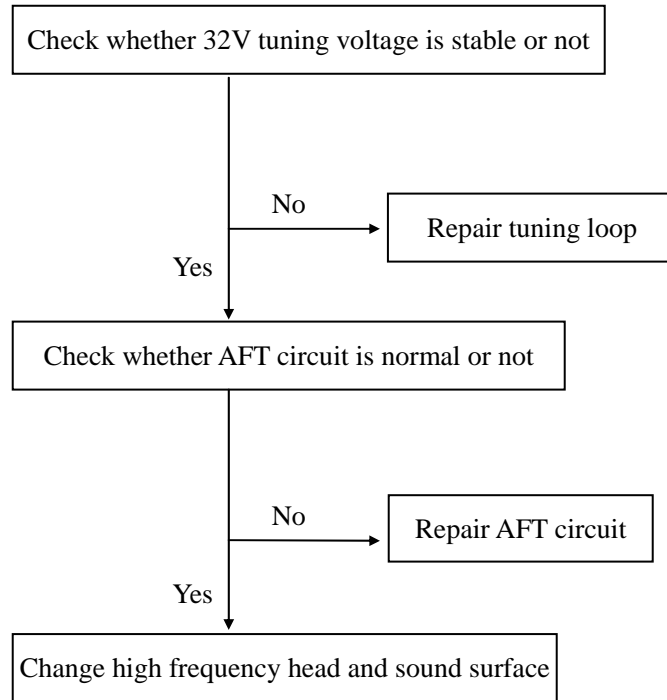 Check whether 32V tuning voltage is stable or not
No
Repair tuning loop
Yes
Check whether AFT circuit is normal or not
No
Repair AFT circuit
Yes
Change high frequency head and sound surface